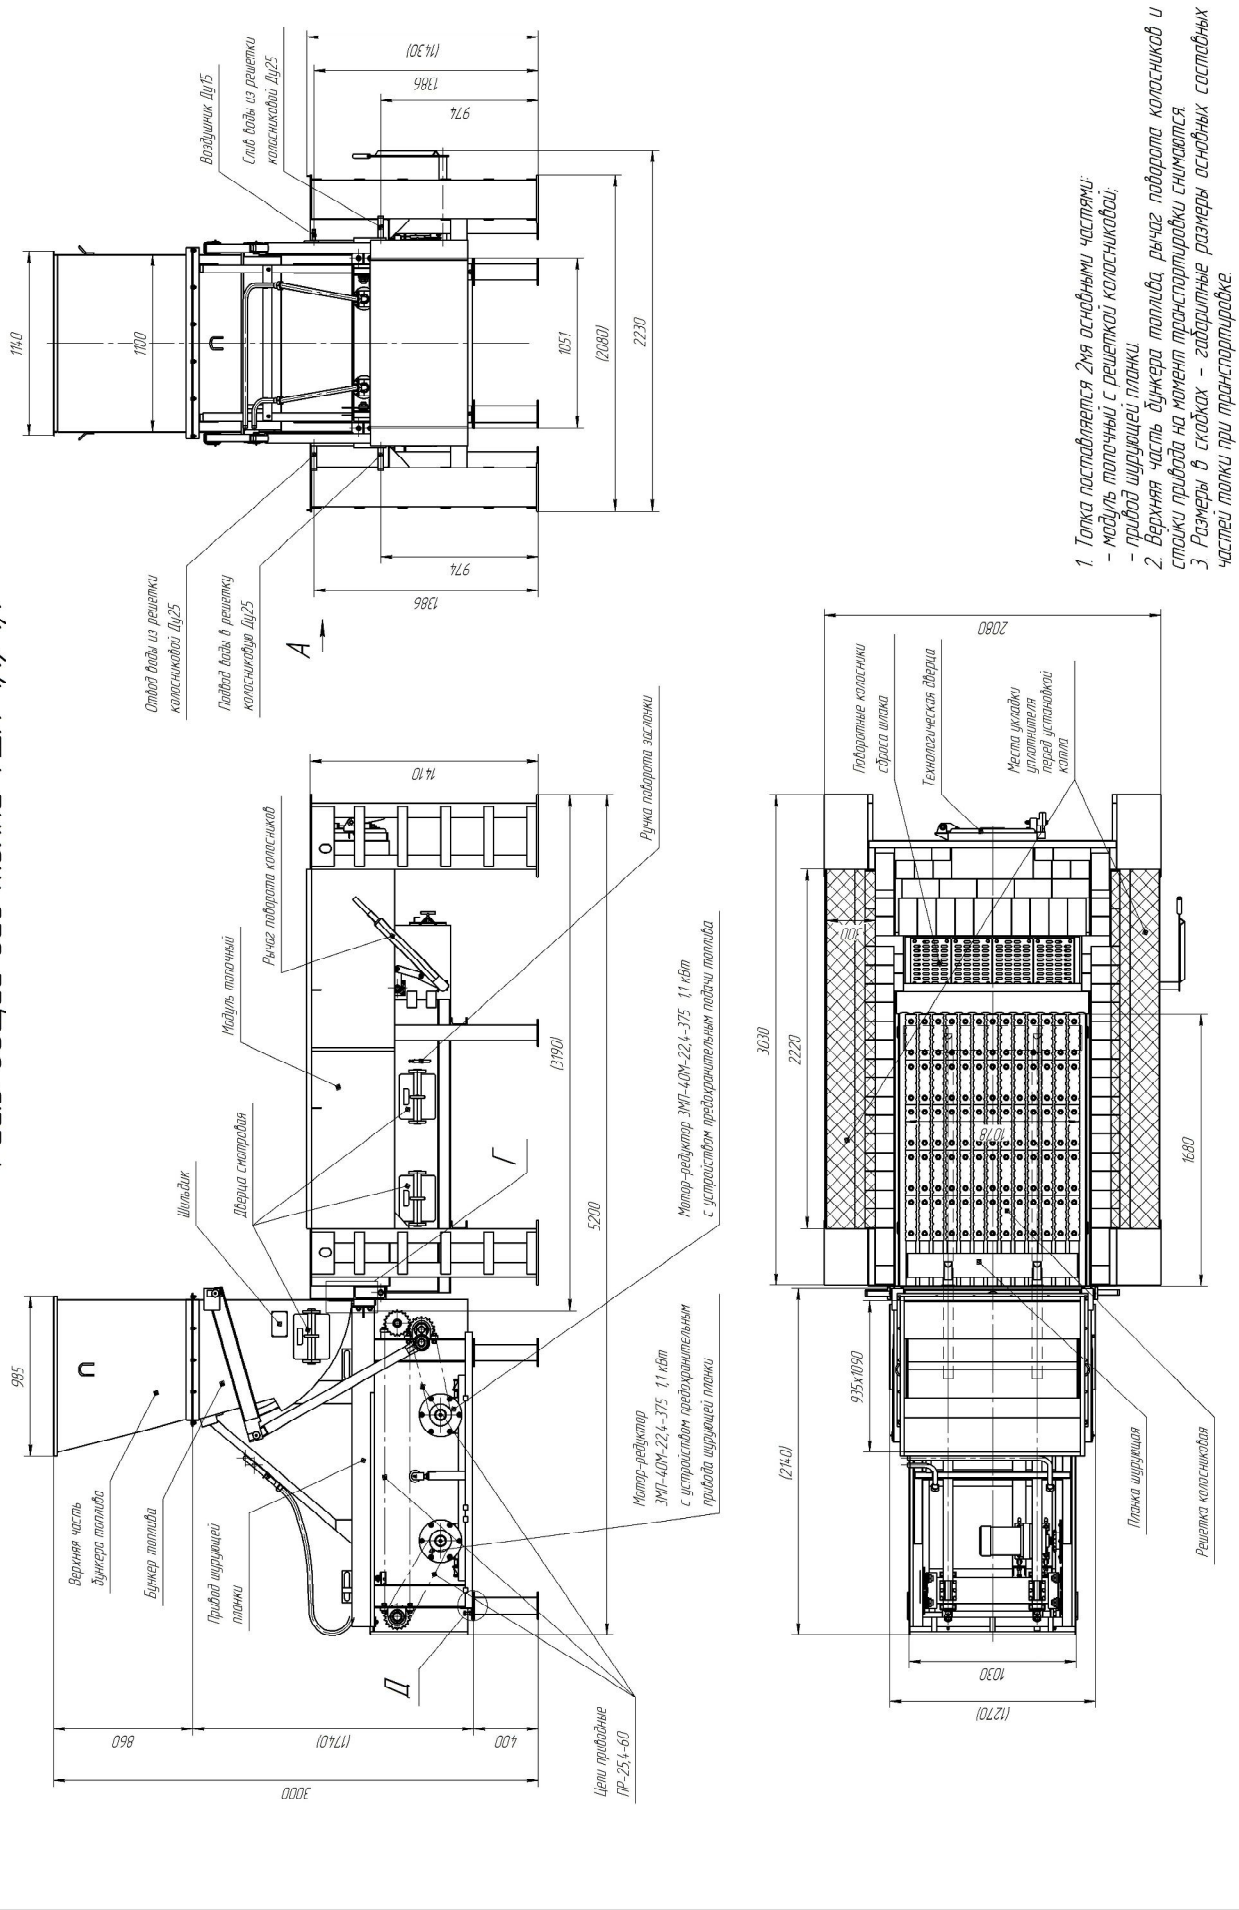 985
Верхняя часть
бункера топлива
Бункер топлива
Привод шурующей
планки
Шильдик
Дверца смотровая
Модуль топочный
Рычаг поворота колосников
Ручка поворота заслонки
1410
(3190)
5200
860
(1740)
400
3000
Г
Д
Цепи приводные
ПР-25,4-60
Мотор-редуктор
3МП-40М-22,4-375 1,1 кВт
с устройством предохранительным
привода шурующей планки
Мотор-редуктор 3МП-40М-22,4-375 1,1 кВт
с устройством предохранительным подачи топлива
А
1140
1100
1051
(2080)
2230
974
1386
974
1386
(1430)
Отвод воды из решетки
колосниковой Ду25
Подвод воды в решетку
колосниковую Ду25
Воздушник Ду15
Слив воды из решетки
колосниковой Ду25
(2140)
935х1090
3030
2220
300
1078
1680
2080
1030
(1270)
Поворотные колосники
сброса шлака
Технологическая дверца
Места укладки
уплотнителя
перед установкой
котла
Планка шурующая
Решетка колосниковая
1. Топка поставляется 2мя основными частями:
- модуль топочный с решеткой колосниковой;
- привод шурующей планки.
2. Верхняя часть бункера топлива, рычаг поворота колосников и
стойки привода на момент транспортировки снимаются.
3. Размеры в скобках - габаритные размеры основных составных
частей топки при транспортировке.